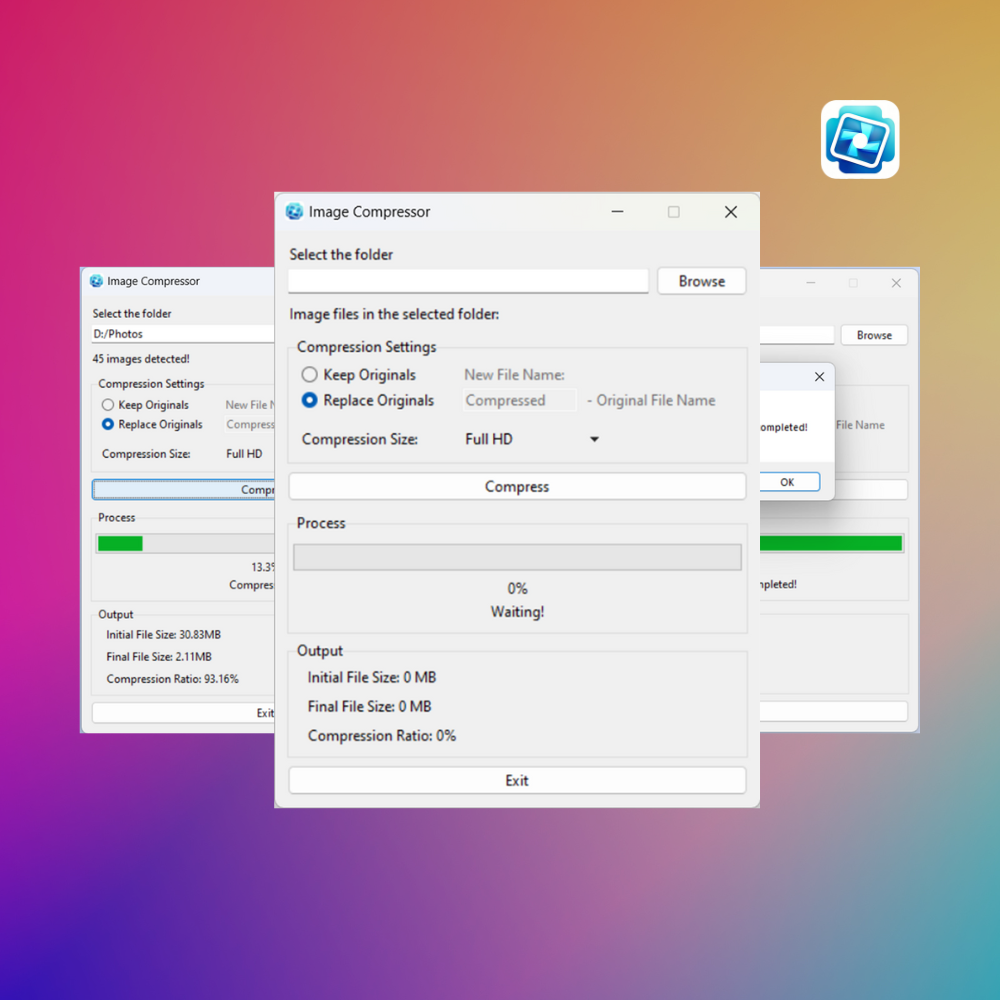 Image Compressor
Select the folder
Browse
Image files in the selected folder:
Compression Settings
Keep Originals New File Name:
Replace Originals Compressed - Original File Name
Compression Size: Full HD
Compress
Process
0%
Waiting!
Output
Initial File Size: 0 MB
Final File Size: 0 MB
Compression Ratio: 0%
Exit
Image Compressor
Select the folder
D:/Photos
45 images detected!
Compression Settings
Keep Originals New File N
Replace Originals Compress
Compression Size: Full HD
Compr
Process
13.3%
Compres
Output
Initial File Size: 30.83MB
Final File Size: 2.11MB
Compression Ratio: 93.16%
Exit
Browse
ompleted!
File Name
OK
mpleted!